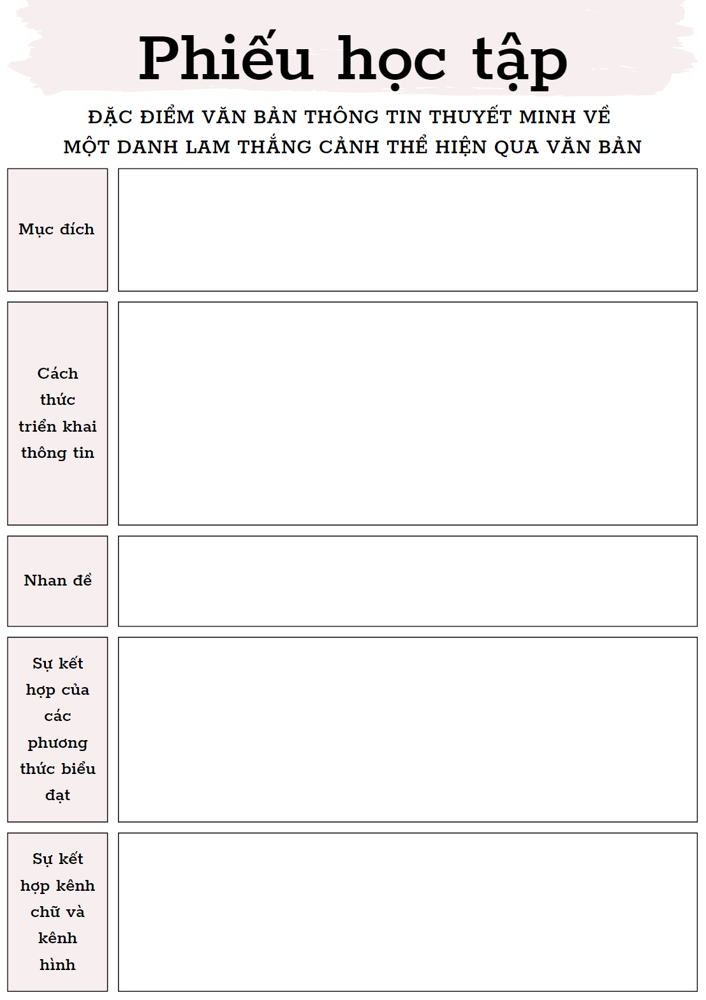 Phiếu học tập
ĐẶC ĐIỂM VĂN BẢN THÔNG TIN THUYẾT MINH VỀ
MỘT DANH LAM THẮNG CẢNH THỂ HIỆN QUA VĂN BẢN
Mục đích
Cách
thức
triển khai
thông tin
Nhan đề
Sự kết
hợp của
các
phương
thức biểu
đạt
Sự kết
hợp kênh
chữ và
kênh
hình